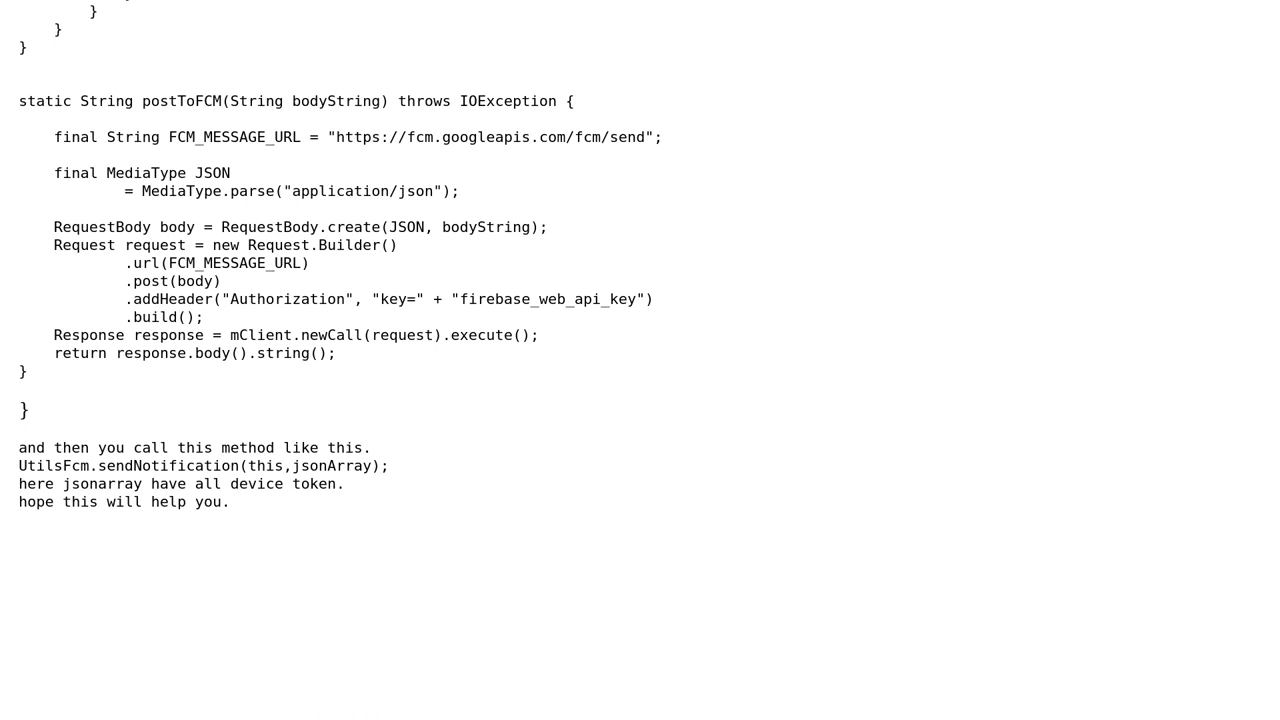 }
    }
}
static String postToFCM(String bodyString) throws IOException {
    final String FCM_MESSAGE_URL = "https://fcm.googleapis.com/fcm/send";
    final MediaType JSON
            = MediaType.parse("application/json");
    RequestBody body = RequestBody.create(JSON, bodyString);
    Request request = new Request.Builder()
            .url(FCM_MESSAGE_URL)
            .post(body)
            .addHeader("Authorization", "key=" + "firebase_web_api_key")
            .build();
    Response response = mClient.newCall(request).execute();
    return response.body().string();
}
}
and then you call this method like this.
UtilsFcm.sendNotification(this,jsonArray);
here jsonarray have all device token.
hope this will help you.